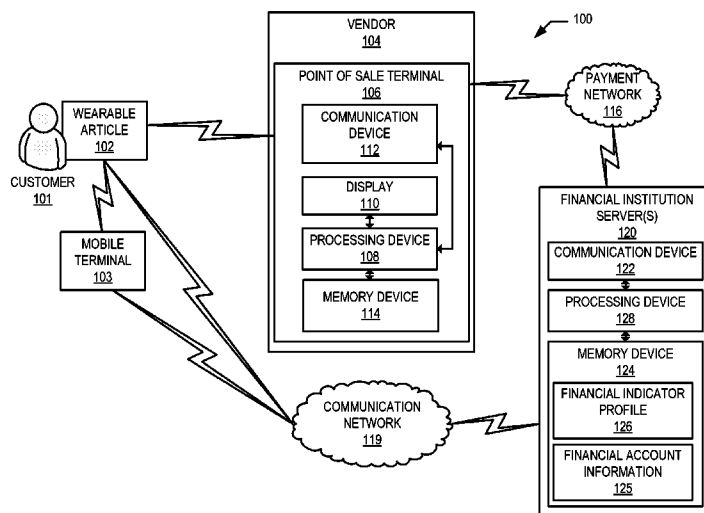 100
VENDOR
104
POINT OF SALE TERMINAL
106
COMMUNICATION
DEVICE
112
DISPLAY
110
PROCESSING DEVICE
108
MEMORY DEVICE
114
WEARABLE
ARTICLE
102
CUSTOMER
101
MOBILE
TERMINAL
103
PAYMENT
NETWORK
116
COMMUNICATION
NETWORK
119
FINANCIAL INSTITUTION
SERVER(S)
120
COMMUNICATION DEVICE
122
PROCESSING DEVICE
128
MEMORY DEVICE
124
FINANCIAL INDICATOR
PROFILE
126
FINANCIAL ACCOUNT
INFORMATION
125